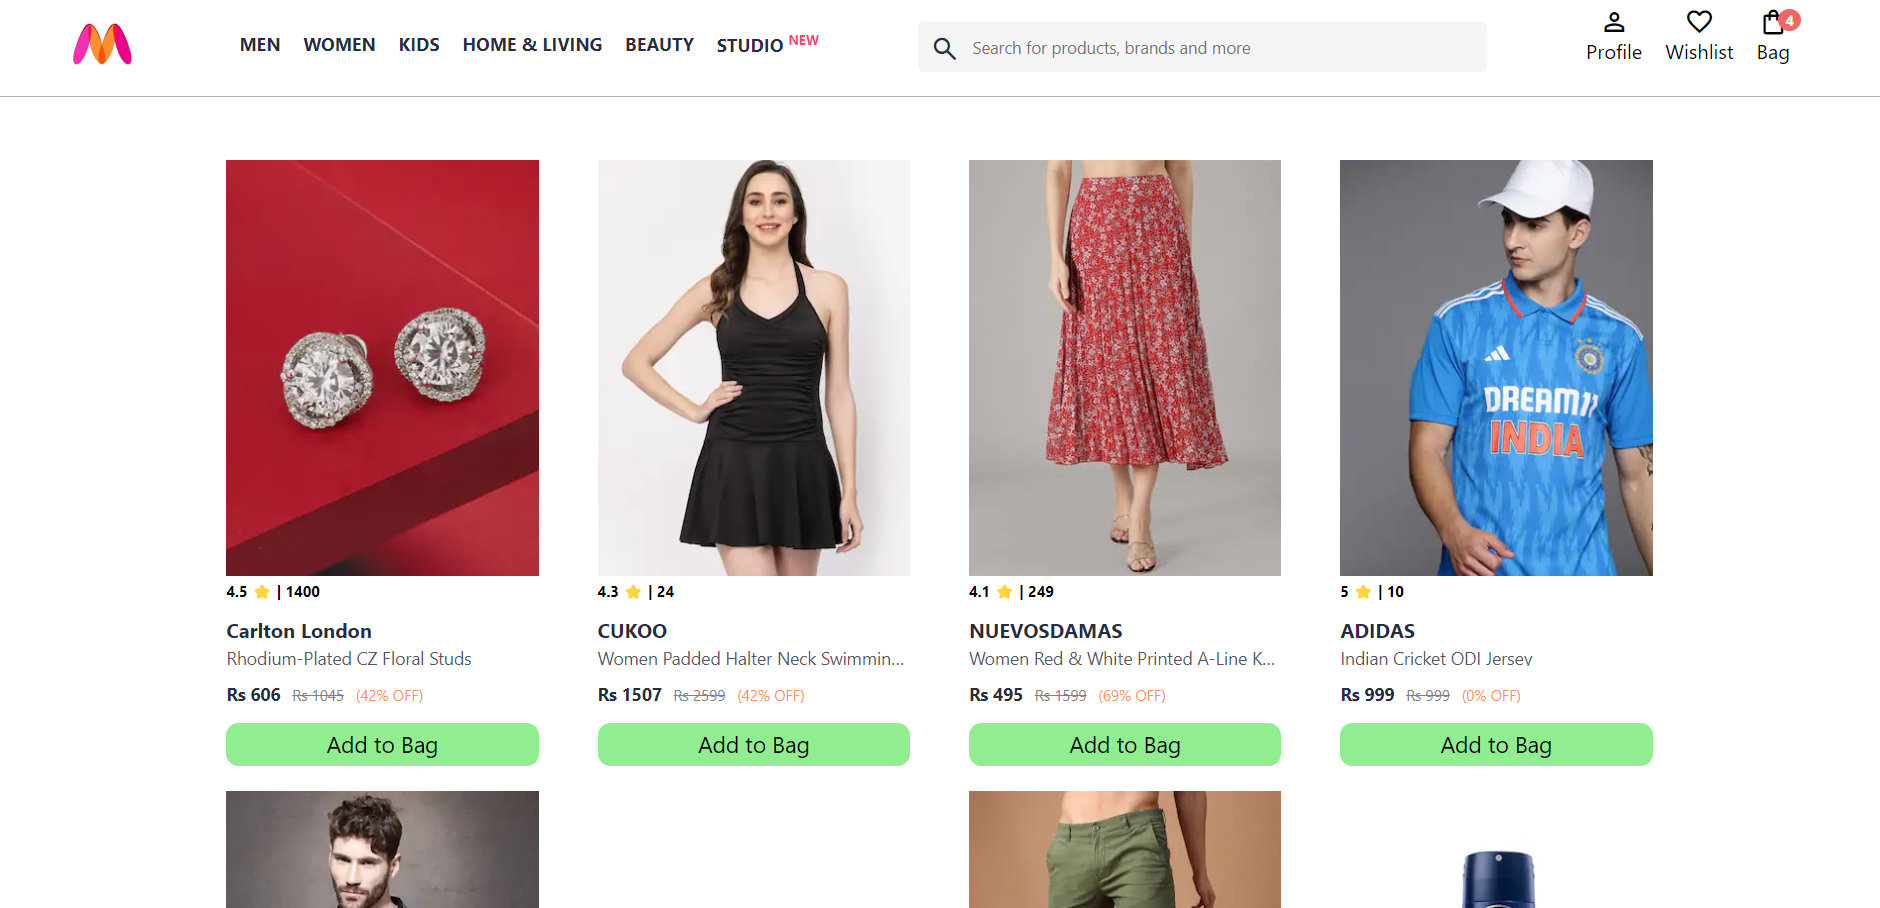 MEN WOMEN KIDS HOME & LIVING BEAUTY STUDIO NEW
Search for products, brands and more
Profile Wishlist Bag 4
DREAM11
INDIA
4.5 | 1400
Carlton London
Rhodium-Plated CZ Floral Studs
Rs 606 Rs 1045 (42% OFF)
Add to Bag
4.3 | 24
CUKOO
Women Padded Halter Neck Swimmin...
Rs 1507 Rs 2599 (42% OFF)
Add to Bag
4.1 | 249
NUEVOSDAMAS
Women Red & White Printed A-Line K...
Rs 495 Rs 1599 (69% OFF)
Add to Bag
5 | 10
ADIDAS
Indian Cricket ODI Jersey
Rs 999 Rs 999 (0% OFF)
Add to Bag